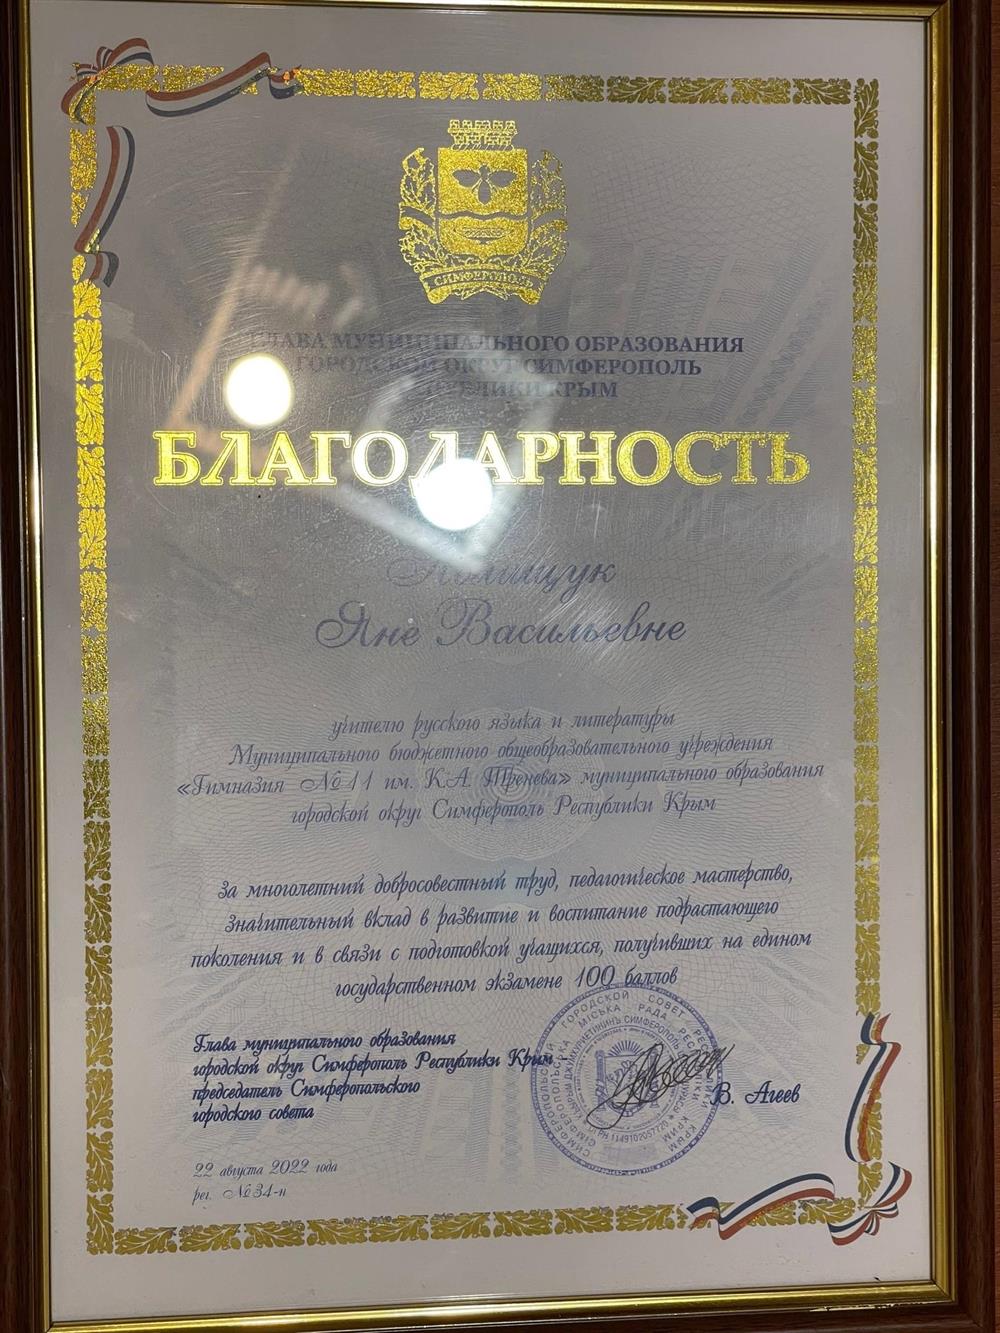 СИМФЕРОПОЛЬ
ГЛАВА МУНИЦИПАЛЬНОГО ОБРАЗОВАНИЯ
ГОРОДСКОЙ ОКРУГ СИМФЕРОПОЛЬ
РЕСПУБЛИКИ КРЫМ
БЛАГОДАРНОСТЬ
Полищук
Яне Васильевне
учителю русского языка и литературы
Муниципального бюджетного общеобразовательного учреждения
«Гимназия №11 им. К.А. Тренева» муниципального образования
городской округ Симферополь Республики Крым
За многолетний добросовестный труд, педагогическое мастерство,
значительный вклад в развитие и воспитание подрастающего
поколения и в связи с подготовкой учащихся, получивших на едином
государственном экзамене 100 баллов
Глава муниципального образования
городской округ Симферополь Республики Крым
председатель Симферопольского
городского совета
В. Агеев
22 августа 2022 года
рег. №34-н